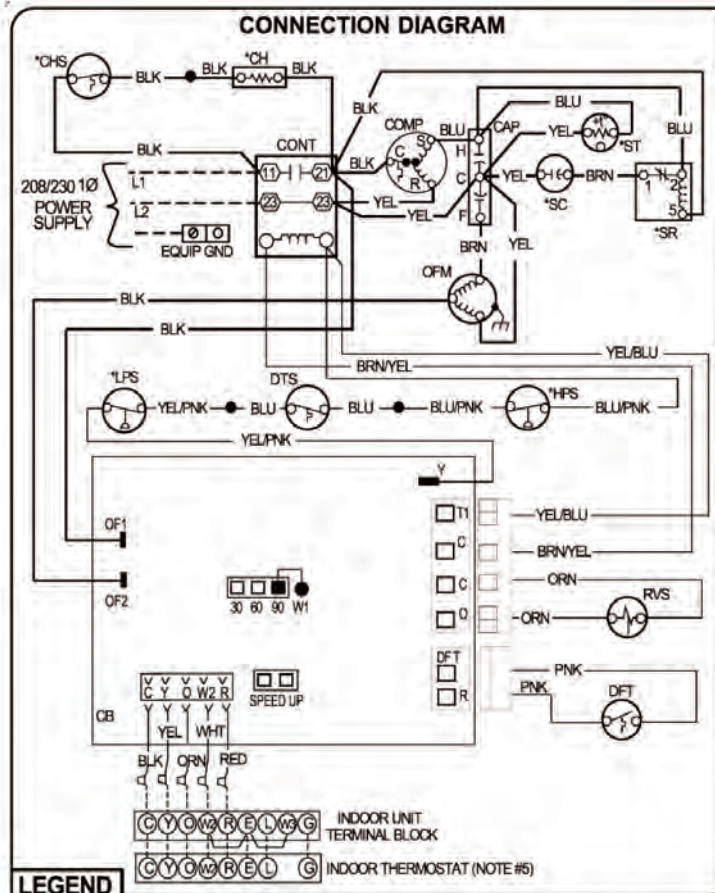 CONNECTION DIAGRAM
*CHS
BLK
BLK
*CH
BLK
BLK
BLK
CONT
11
21
BLK
COMP
S
C
R
BLU
H
CAP
C
F
BLU
YEL
*ST
BLU
YEL
*SC
BRN
1
2
5
*SR
208/230 1Ø
POWER
SUPPLY
L1
L2
23
23
YEL
YEL
EQUIP GND
BRN
YEL
OFM
BLK
BLK
YEL/BLU
BRN/YEL
*LPS
YEL/PNK
BLU
DTS
BLU
BLU/PNK
*HPS
BLU/PNK
YEL/PNK
Y
OF1
OF2
T1
YEL/BLU
C
BRN/YEL
C
ORN
O
ORN
RVS
30 60 90 W1
DFT
R
PNK
PNK
DFT
C Y O W2 R
SPEED UP
CB
YEL WHT
BLK ORN RED
C Y O W2 R E L W3 G
INDOOR UNIT
TERMINAL BLOCK
C Y O W2 R E L G
INDOOR THERMOSTAT (NOTE #5)
LEGEND